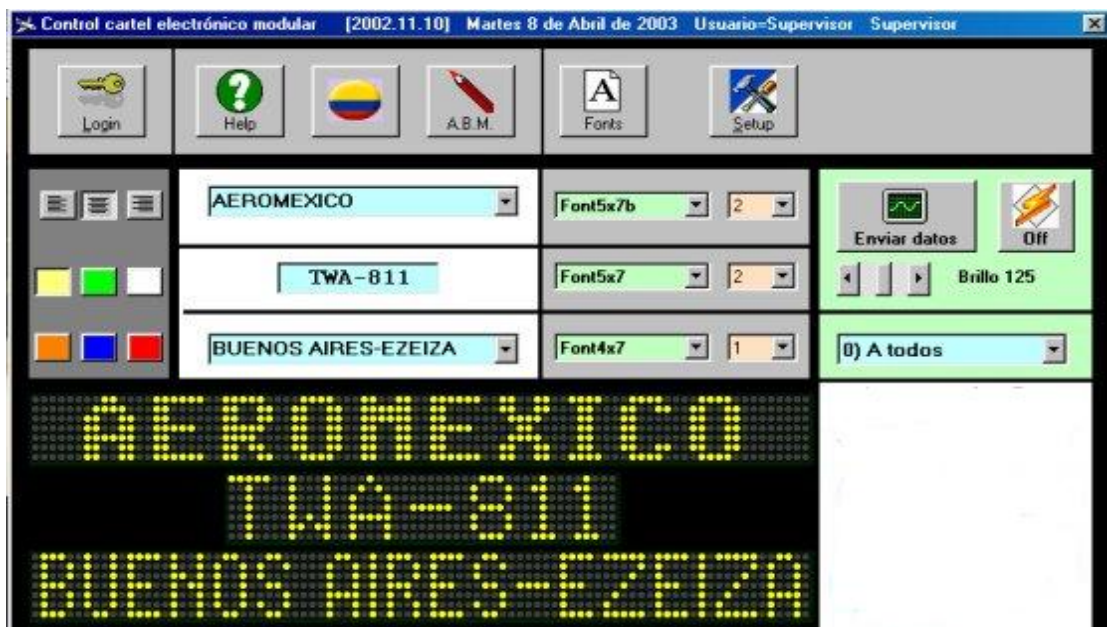 Control cartel electrónico modular [2002.11.10] Martes 8 de Abril de 2003 Usuario=Supervisor Supervisor
Login Help A.B.M. Fonts Setup
AEROMEXICO Font5x7b 2 Enviar datos Off
TWA-811 Font5x7 2 Brillo 125
BUENOS AIRES-EZEIZA Font4x7 1 0) A todos
AEROMEXICO
TWA-811
BUENOS AIRES-EZEIZA